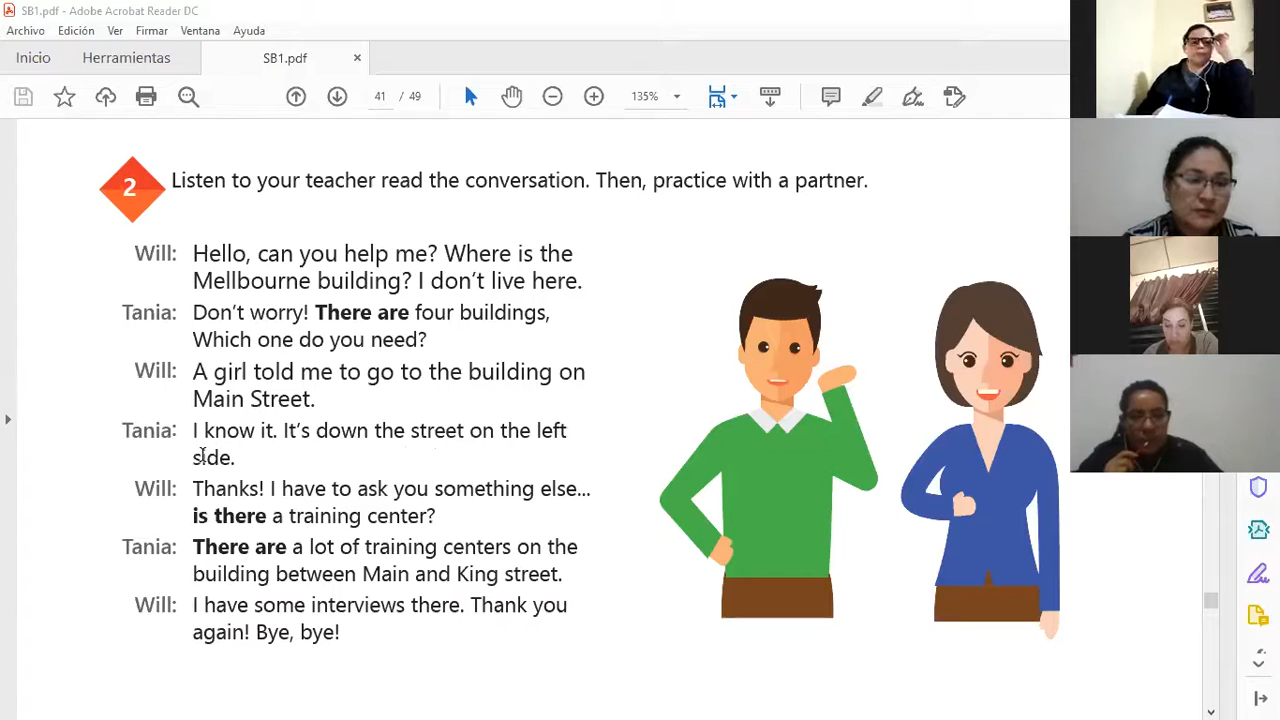 SB1.pdf - Adobe Acrobat Reader DC
Archivo Edición Ver Firmar Ventana Ayuda
Inicio Herramientas SB1.pdf ×
41 / 49 135%
2 Listen to your teacher read the conversation. Then, practice with a partner.
Will: Hello, can you help me? Where is the
Mellbourne building? I don't live here.
Tania: Don't worry! There are four buildings,
Which one do you need?
Will: A girl told me to go to the building on
Main Street.
Tania: I know it. It's down the street on the left
side.
Will: Thanks! I have to ask you something else...
is there a training center?
Tania: There are a lot of training centers on the
building between Main and King street.
Will: I have some interviews there. Thank you
again! Bye, bye!